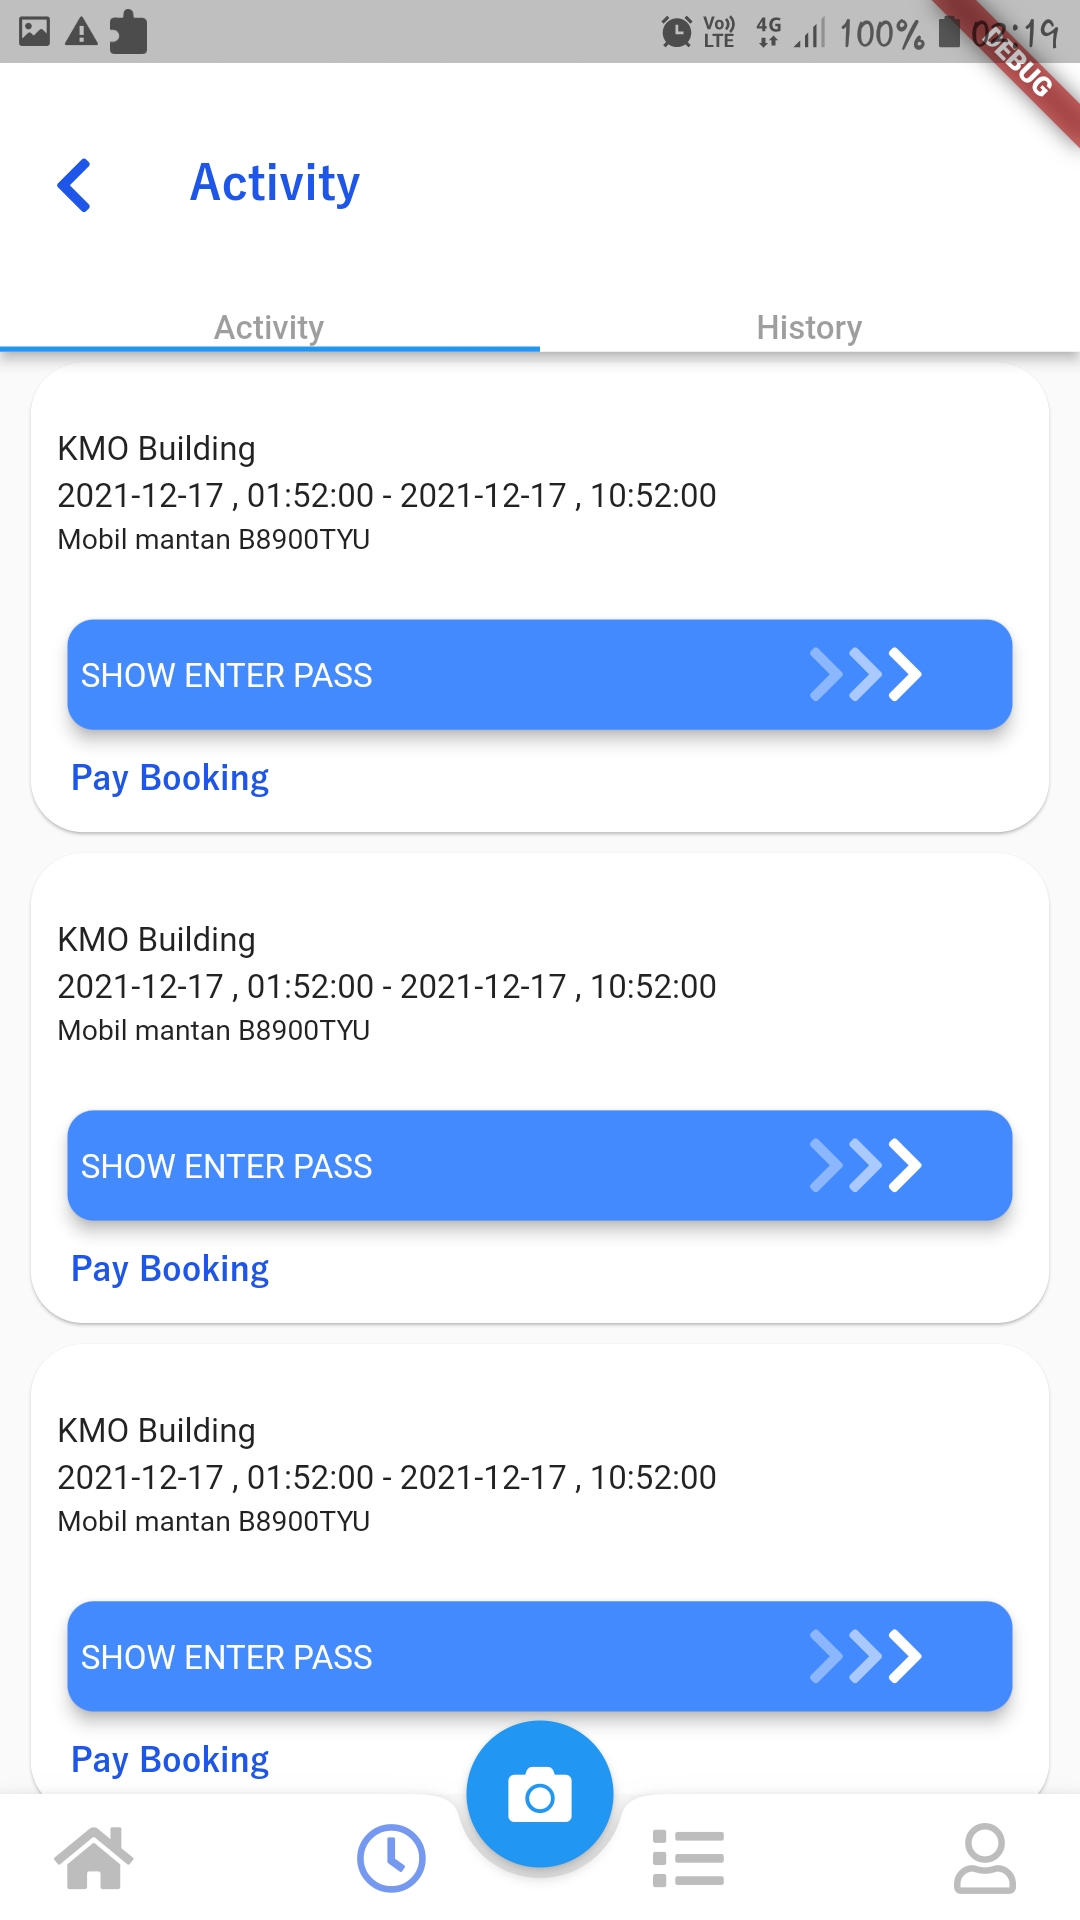 Vo)) LTE 4G 100% 02:19
DEBUG
Activity
Activity History
KMO Building
2021-12-17 , 01:52:00 - 2021-12-17 , 10:52:00
Mobil mantan B8900TYU
SHOW ENTER PASS
Pay Booking
KMO Building
2021-12-17 , 01:52:00 - 2021-12-17 , 10:52:00
Mobil mantan B8900TYU
SHOW ENTER PASS
Pay Booking
KMO Building
2021-12-17 , 01:52:00 - 2021-12-17 , 10:52:00
Mobil mantan B8900TYU
SHOW ENTER PASS
Pay Booking